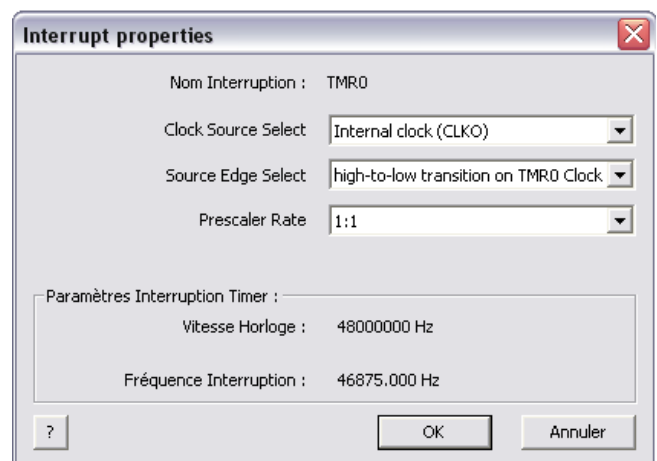 Interrupt properties
Nom Interruption : TMR0
Clock Source Select Internal clock (CLKO)
Source Edge Select high-to-low transition on TMR0 Clock
Prescaler Rate 1:1
Paramètres Interruption Timer :
Vitesse Horloge : 48000000 Hz
Fréquence Interruption : 46875.000 Hz
? OK Annuler